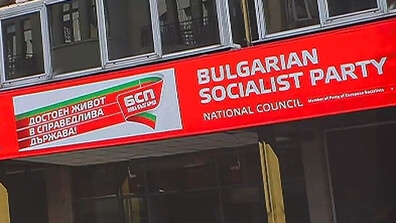 ДОСТОЕН ЖИВОТ
В СПРАВЕДЛИВА
ДЪРЖАВА!
БСП
BULGARIAN
SOCIALIST PARTY
NATIONAL COUNCIL
Member of Party of European Socialists